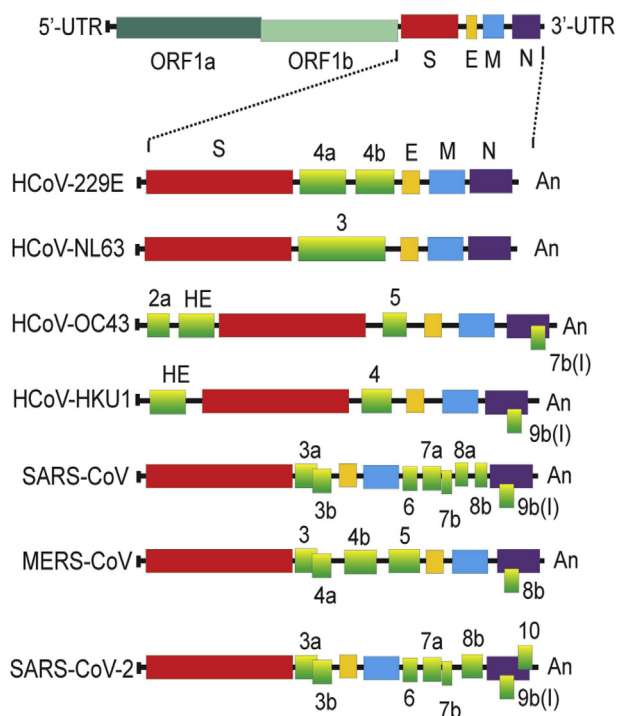 5’-UTR 3’-UTR
ORF1a ORF1b S E M N
S 4a 4b E M N
HCoV-229E An
3
HCoV-NL63 An
2a HE 5
HCoV-OC43 An
7b(I)
HE 4
HCoV-HKU1 An
9b(I)
3a 7a 8a
SARS-CoV An
3b 6 7b 8b 9b(I)
3 4b 5
MERS-CoV An
4a 8b
3a 7a 8b 10
SARS-CoV-2 An
3b 6 7b 9b(I)